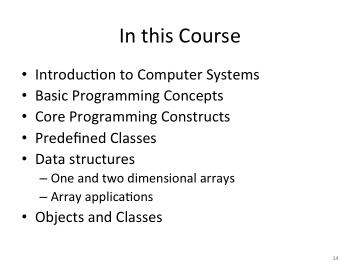 In this Course
• Introduction to Computer Systems
• Basic Programming Concepts
• Core Programming Constructs
• Predefined Classes
• Data structures
– One and two dimensional arrays
– Array applications
• Objects and Classes
14